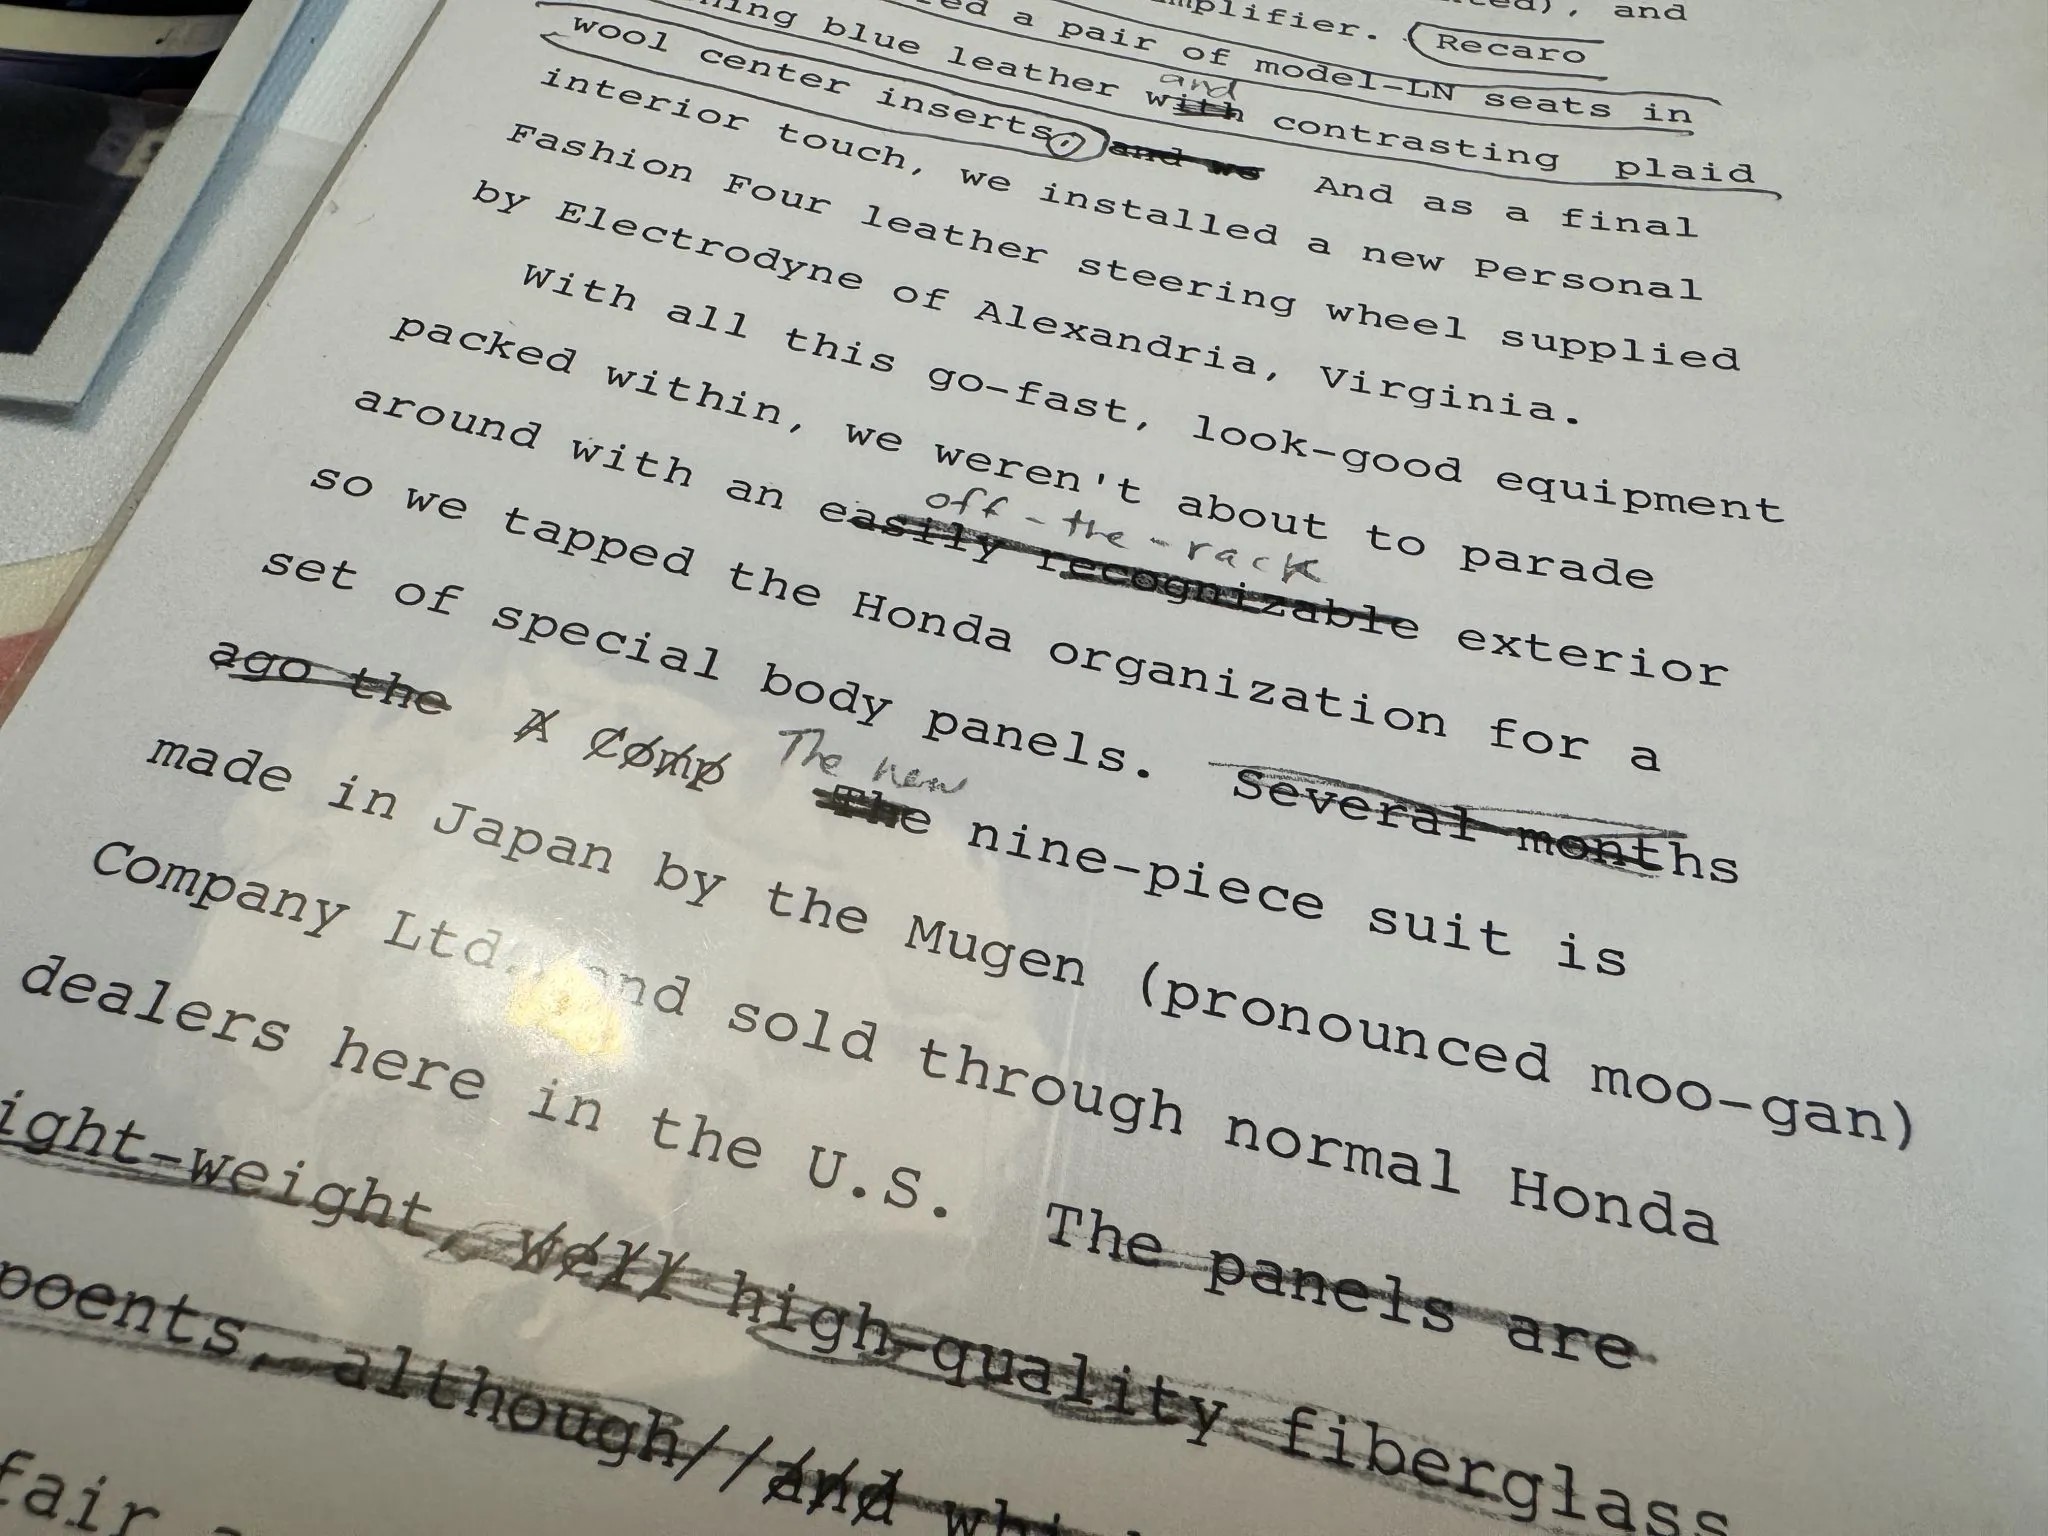 and
amplifier. Recaro
a pair of model-LN seats in
blue leather with contrasting plaid
and
wool center inserts. and we And as a final
interior touch, we installed a new Personal
Fashion Four leather steering wheel supplied
by Electrodyne of Alexandria, Virginia.
With all this go-fast, look-good equipment
packed within, we weren't about to parade
off-the-rack
around with an easily recognizable exterior
so we tapped the Honda organization for a
set of special body panels. Several months
ago the A Comp The nine-piece suit is
The new
made in Japan by the Mugen (pronounced moo-gan)
Company Ltd. and sold through normal Honda
dealers here in the U.S. The panels are
ight-weight, well high-quality fiberglass
poents, although//and whi
fair